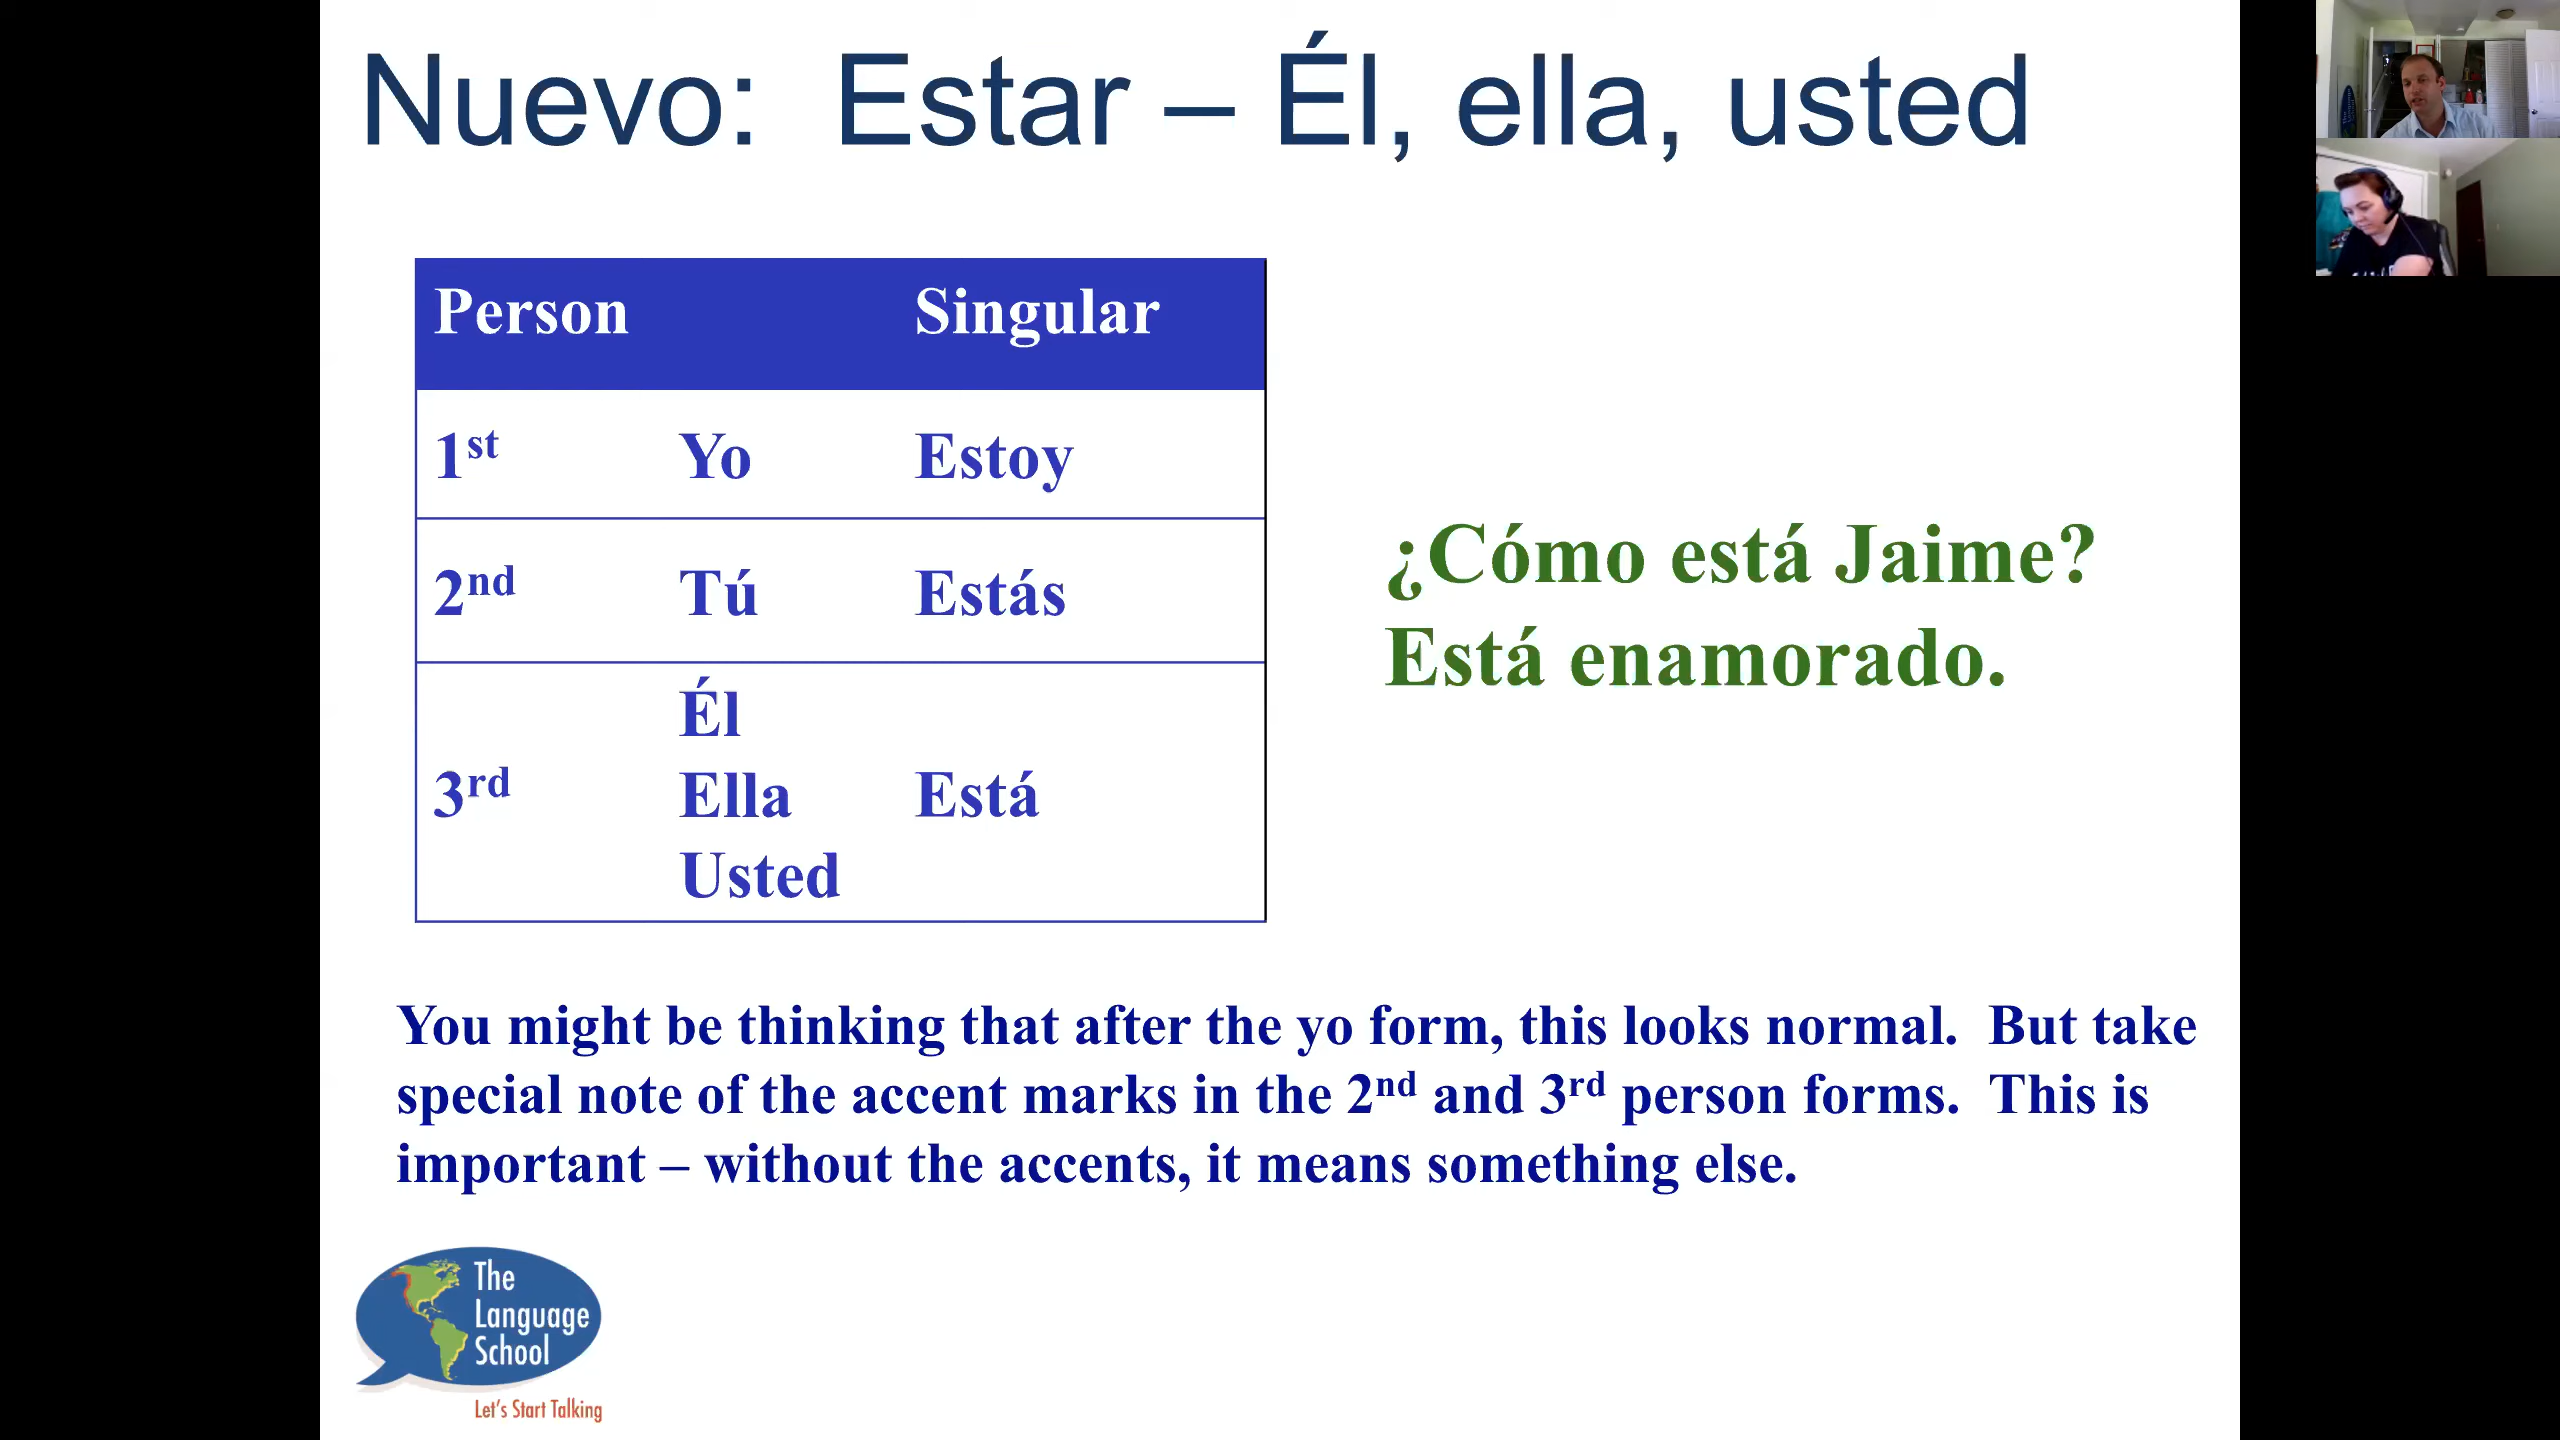 Nuevo:  Estar – Él, ella, usted
Person Singular
1st Yo Estoy
2nd Tú Estás
Él
3rd Ella Está
Usted
¿Cómo está Jaime?
Está enamorado.
You might be thinking that after the yo form, this looks normal.  But take
special note of the accent marks in the 2nd and 3rd person forms.  This is
important – without the accents, it means something else.
The
Language
School
Let's Start Talking